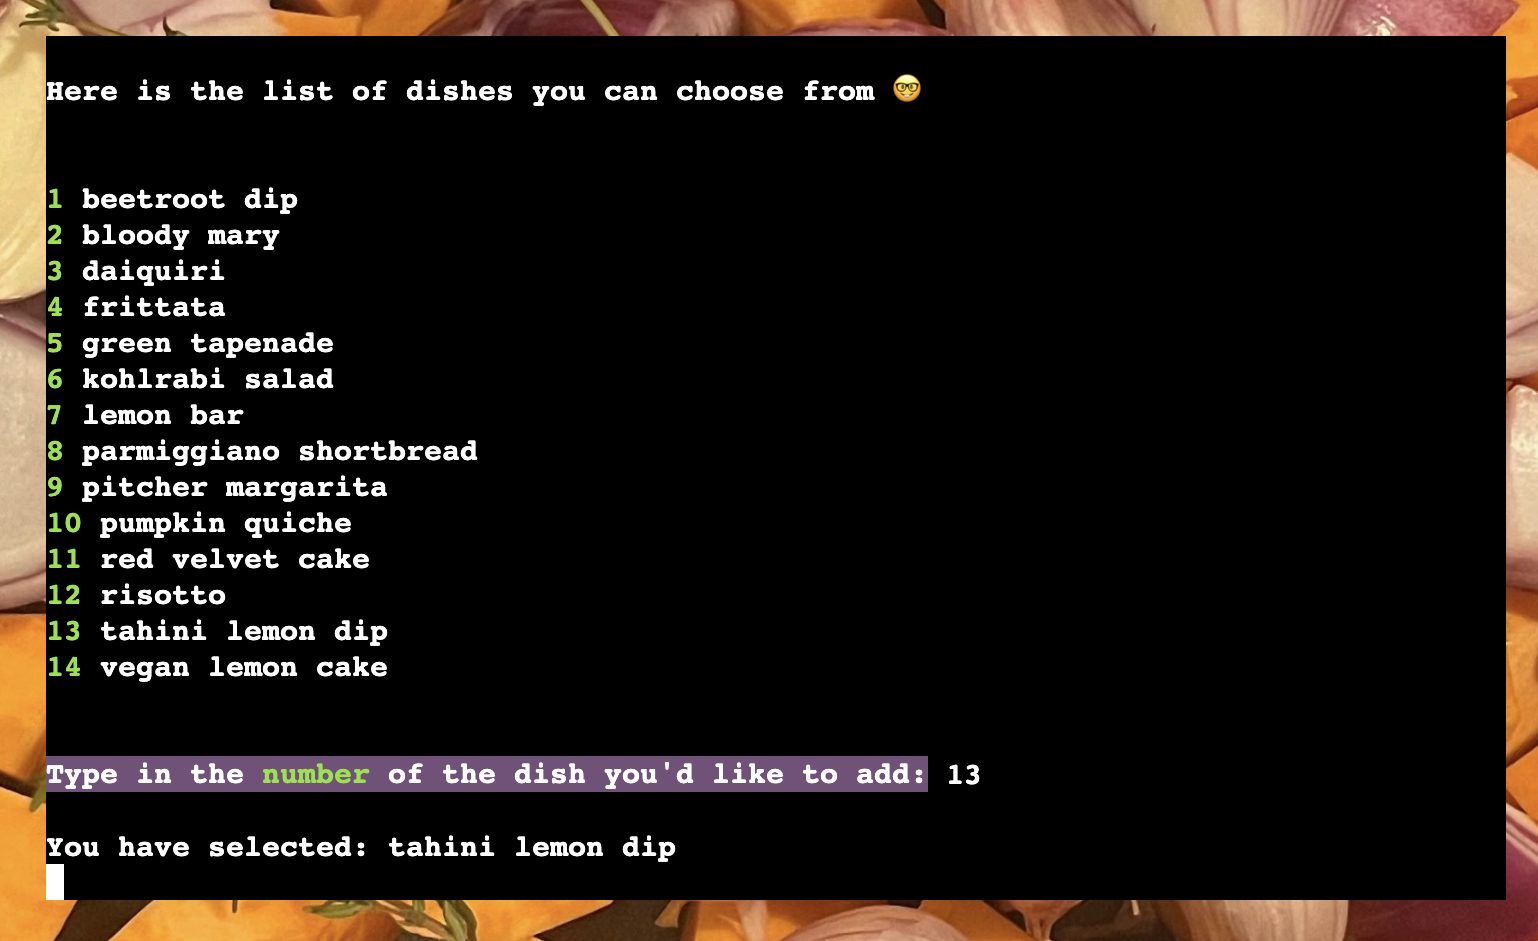 Here is the list of dishes you can choose from 🤓
1 beetroot dip
2 bloody mary
3 daiquiri
4 frittata
5 green tapenade
6 kohlrabi salad
7 lemon bar
8 parmiggiano shortbread
9 pitcher margarita
10 pumpkin quiche
11 red velvet cake
12 risotto
13 tahini lemon dip
14 vegan lemon cake
Type in the number of the dish you'd like to add: 13
You have selected: tahini lemon dip